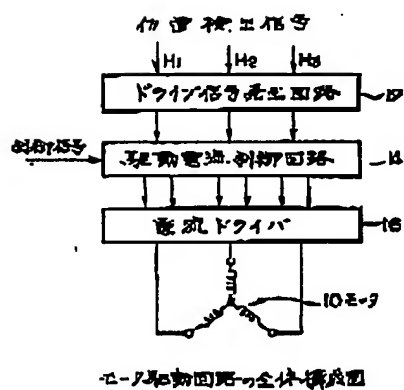 位置検出信号
H1 H2 H3
ドライブ信号発生回路 12
制御信号
駆動電流制御回路 14
電流ドライバ 16
10モータ
モータ駆動回路の全体構成図